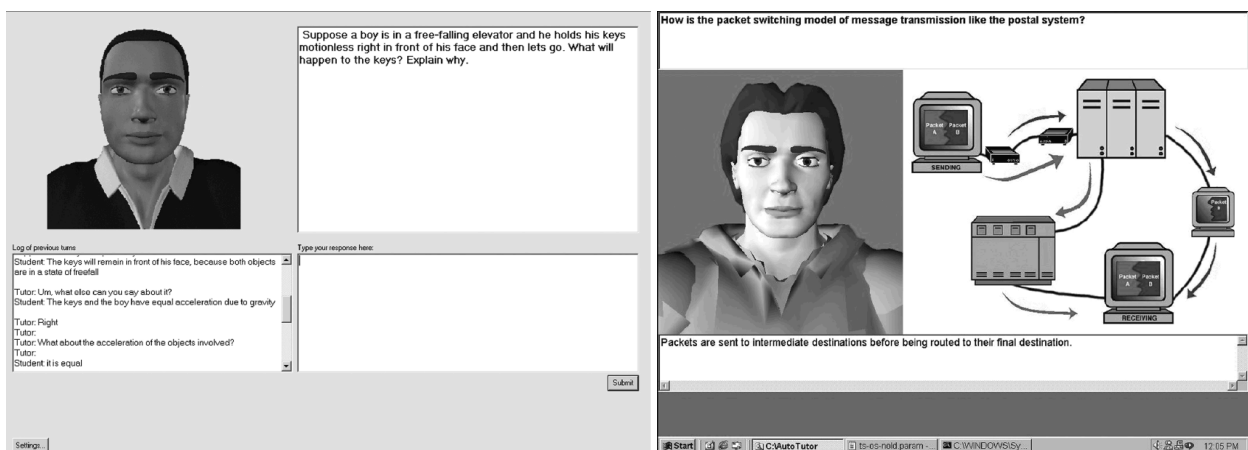 Suppose a boy is in a free-falling elevator and he holds his keys
motionless right in front of his face and then lets go. What will
happen to the keys? Explain why.
Log of previous turns
Student: The keys will remain in front of his face, because both objects
are in a state of freefall
Tutor: Um, what else can you say about it?
Student: The keys and the boy have equal acceleration due to gravity
Tutor: Right
Tutor:
Tutor: What about the acceleration of the objects involved?
Tutor:
Student: it is equal
Type your response here:
Submit
Settings...
How is the packet switching model of message transmission like the postal system?
Packet A
Packet B
SENDING
Packet
Packet A
Packet B
RECEIVING
Packets are sent to intermediate destinations before being routed to their final destination.
Start
C:\AutoTutor
ts-es-noid param -...
C:\WINDOWS\Sy...
12:05 PM